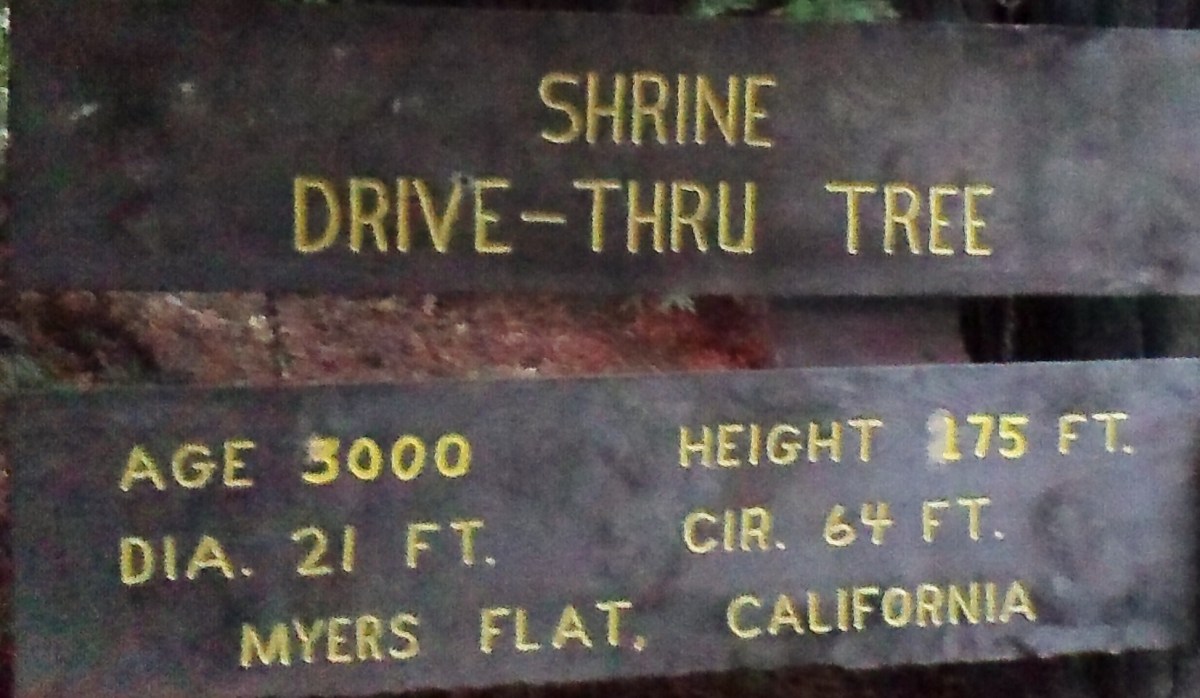 SHRINE
DRIVE-THRU TREE
AGE 3000 HEIGHT 175 FT.
DIA. 21 FT. CIR. 64 FT.
MYERS FLAT, CALIFORNIA